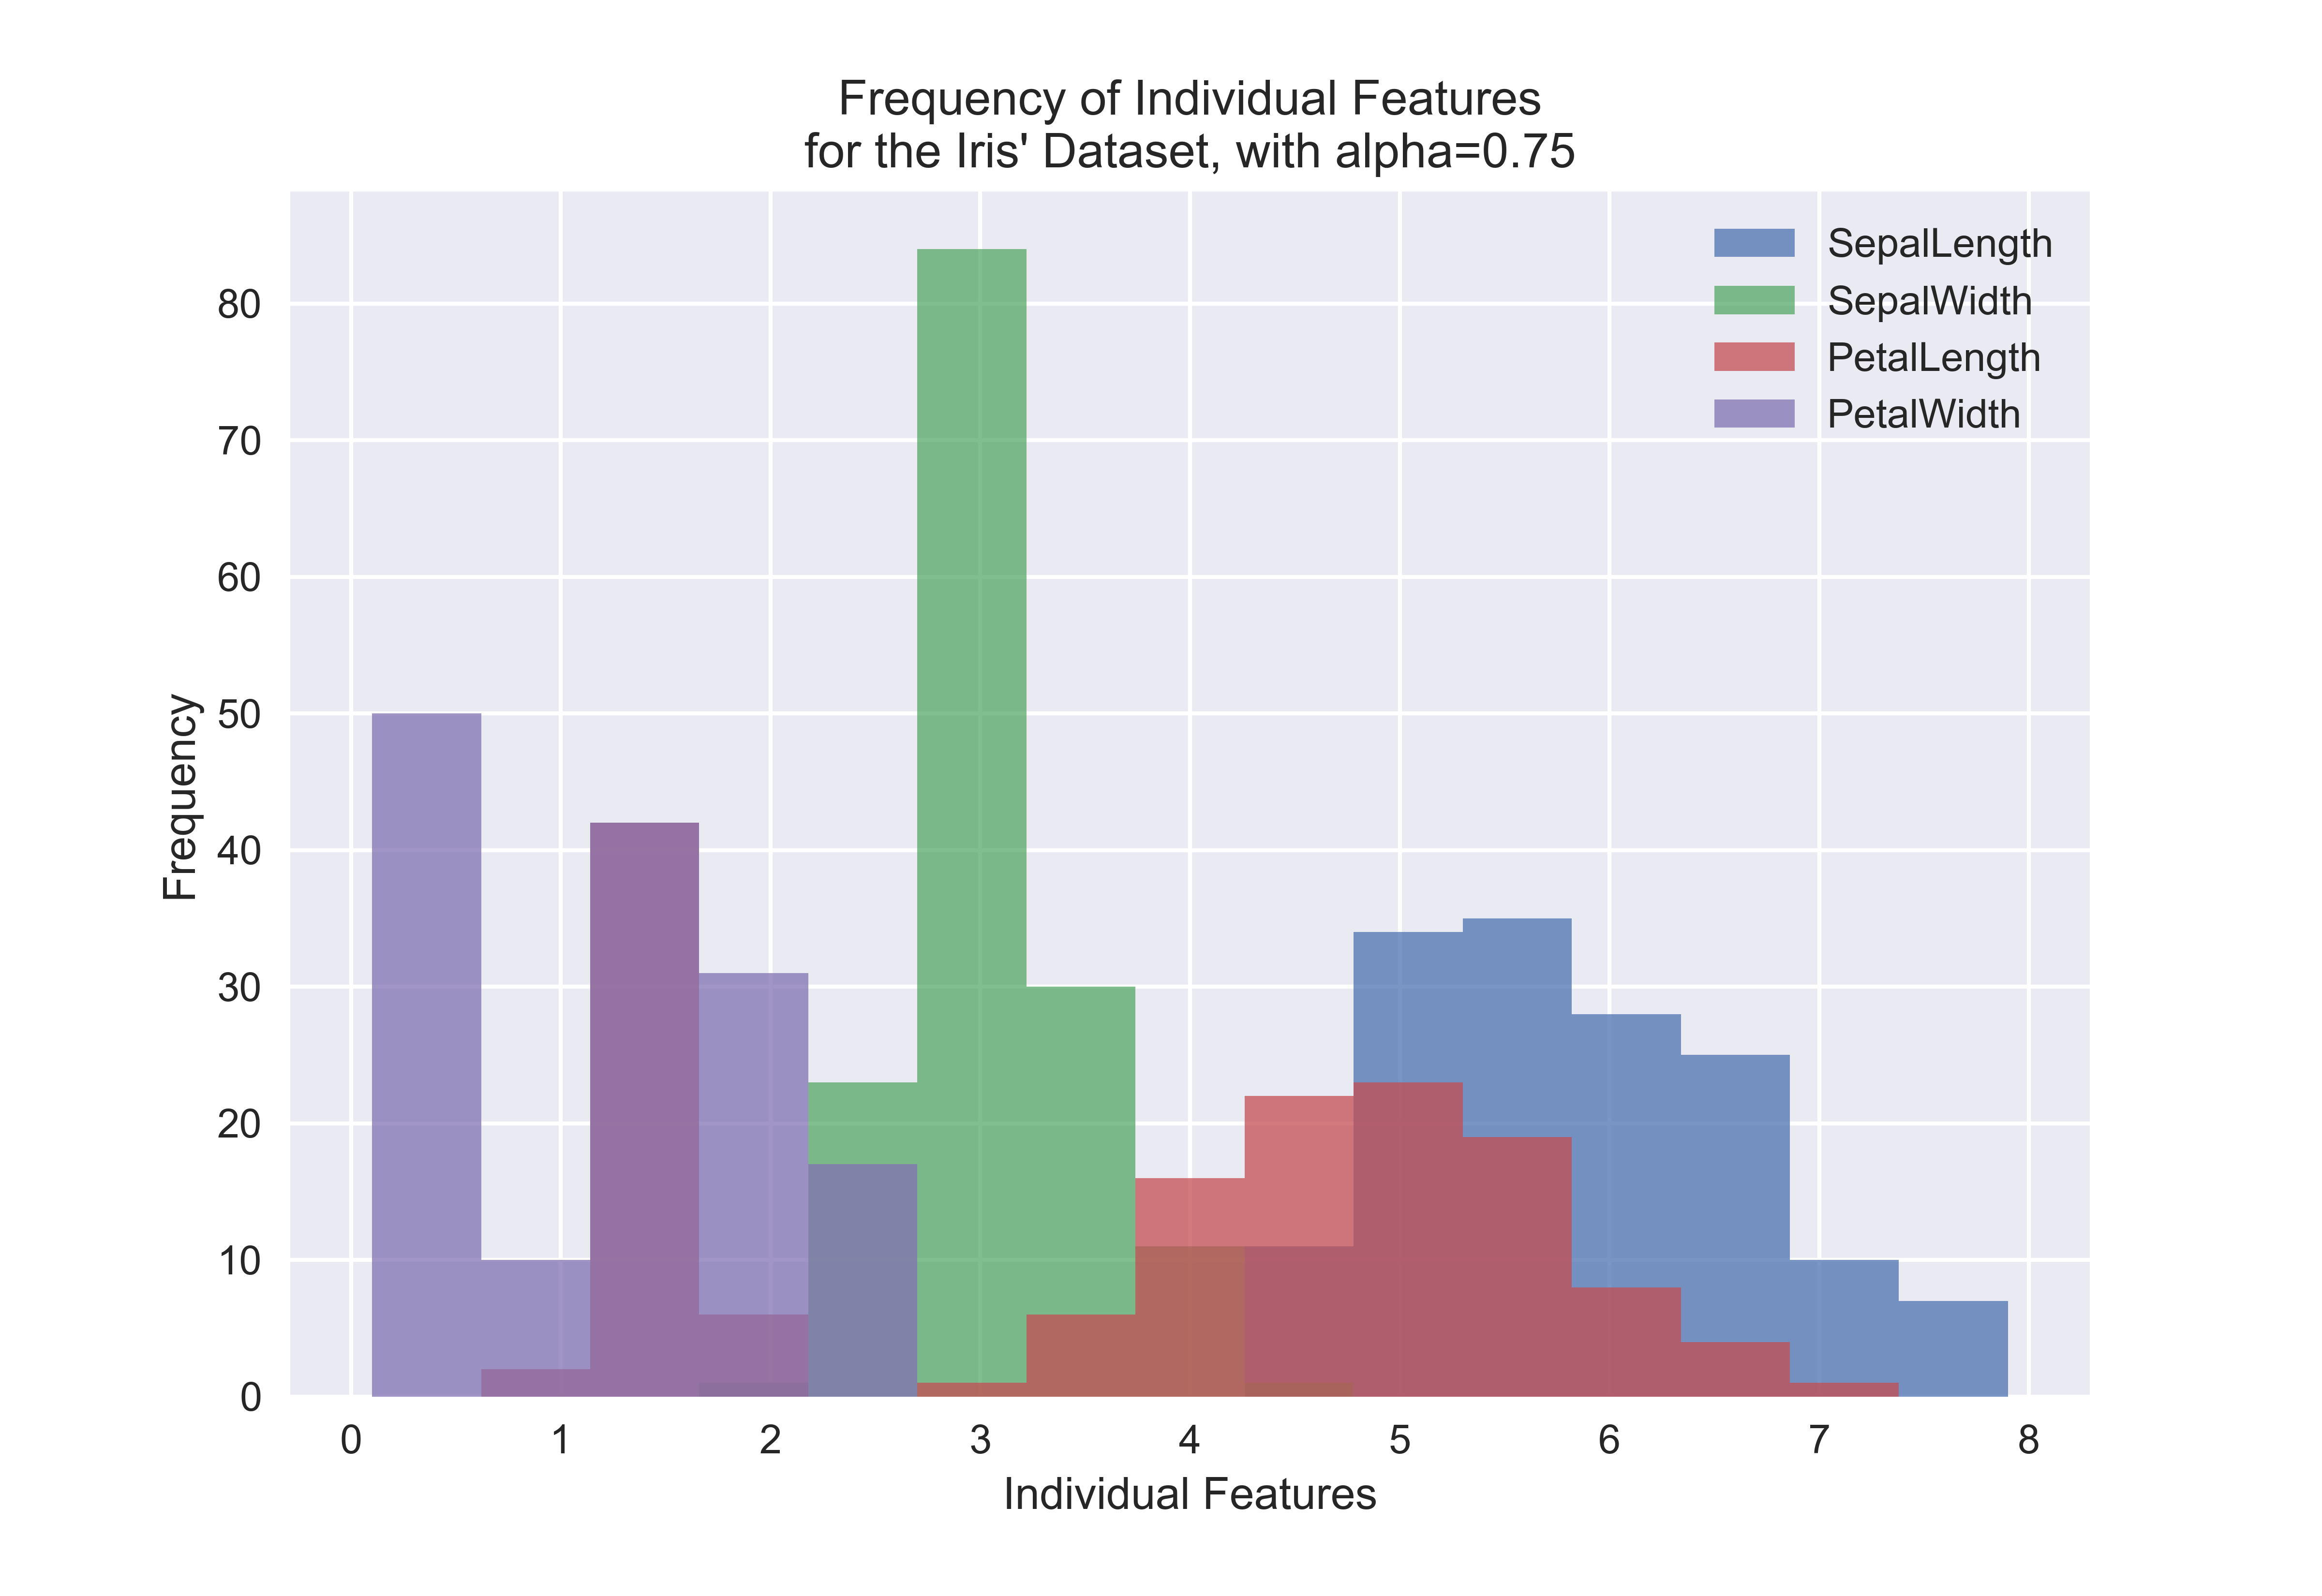 Frequency of Individual Features
for the Iris' Dataset, with alpha=0.75
SepalLength
SepalWidth
PetalLength
PetalWidth
Frequency
80
70
60
50
40
30
20
10
0
0 1 2 3 4 5 6 7 8
Individual Features